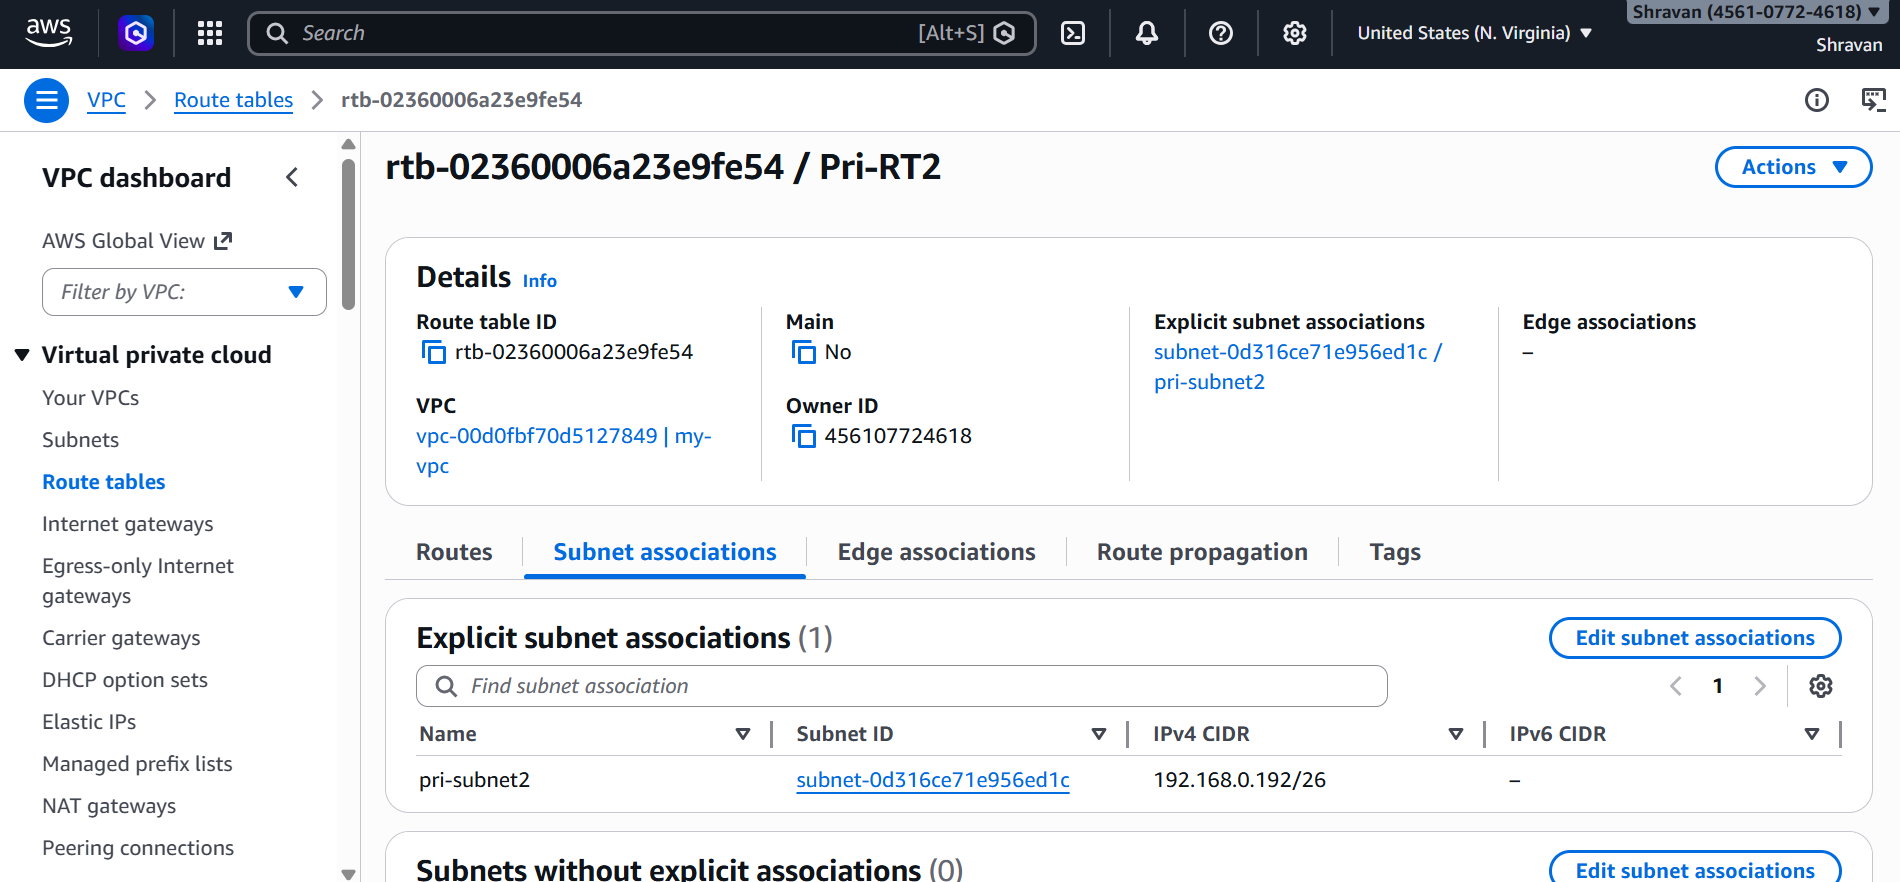 aws
Search
[Alt+S]
United States (N. Virginia)
Shravan (4561-0772-4618)
Shravan
VPC
Route tables
rtb-02360006a23e9fe54
VPC dashboard
AWS Global View
Filter by VPC:
Virtual private cloud
Your VPCs
Subnets
Route tables
Internet gateways
Egress-only Internet
gateways
Carrier gateways
DHCP option sets
Elastic IPs
Managed prefix lists
NAT gateways
Peering connections
rtb-02360006a23e9fe54 / Pri-RT2
Actions
Details Info
Route table ID
rtb-02360006a23e9fe54
Main
No
Explicit subnet associations
subnet-0d316ce71e956ed1c /
pri-subnet2
Edge associations
–
VPC
vpc-00d0fbf70d5127849 | my-
vpc
Owner ID
456107724618
Routes
Subnet associations
Edge associations
Route propagation
Tags
Explicit subnet associations (1)
Edit subnet associations
Find subnet association
1
Name
Subnet ID
IPv4 CIDR
IPv6 CIDR
pri-subnet2
subnet-0d316ce71e956ed1c
192.168.0.192/26
–
Subnets without explicit associations (0)
Edit subnet associations